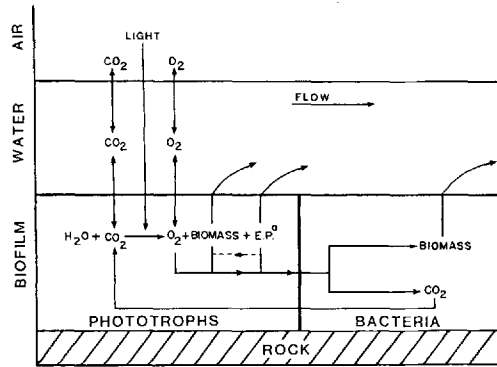 AIR
WATER
BIOFILM
LIGHT
CO2 O2
FLOW
CO2 O2
H2O + CO2 O2 + BIOMASS + E.P.a
BIOMASS
CO2
PHOTOTROPHS BACTERIA
ROCK